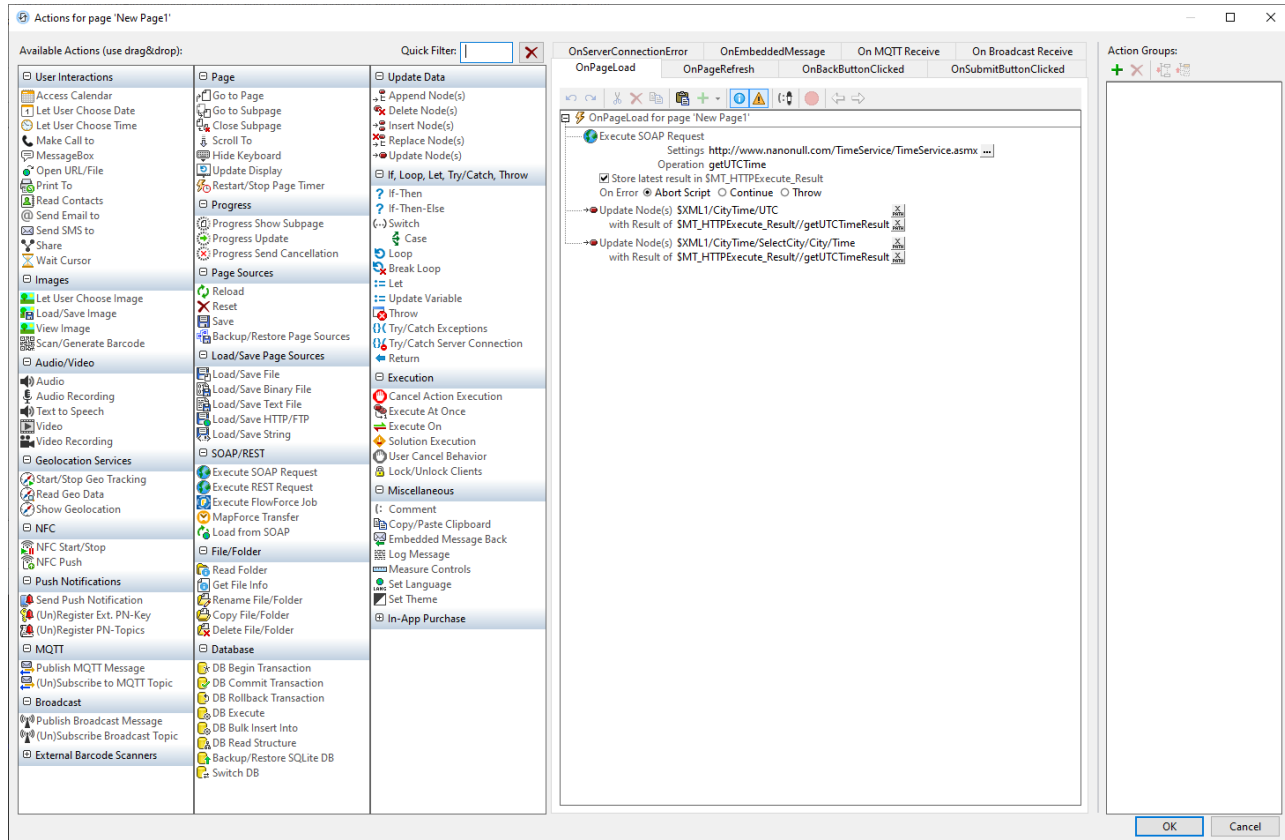 Actions for page 'New Page1'
Available Actions (use drag&drop):
Quick Filter:
User Interactions
Access Calendar
Let User Choose Date
Let User Choose Time
Make Call to
MessageBox
Open URL/File
Print To
Read Contacts
Send Email to
Send SMS to
Share
Wait Cursor
Images
Let User Choose Image
Load/Save Image
View Image
Scan/Generate Barcode
Audio/Video
Audio
Audio Recording
Text to Speech
Video
Video Recording
Geolocation Services
Start/Stop Geo Tracking
Read Geo Data
Show Geolocation
NFC
NFC Start/Stop
NFC Push
Push Notifications
Send Push Notification
(Un)Register Ext. PN-Key
(Un)Register PN-Topics
MQTT
Publish MQTT Message
(Un)Subscribe to MQTT Topic
Broadcast
Publish Broadcast Message
(Un)Subscribe Broadcast Topic
External Barcode Scanners
Page
Go to Page
Go to Subpage
Close Subpage
Scroll To
Hide Keyboard
Update Display
Restart/Stop Page Timer
Progress
Progress Show Subpage
Progress Update
Progress Send Cancellation
Page Sources
Reload
Reset
Save
Backup/Restore Page Sources
Load/Save Page Sources
Load/Save File
Load/Save Binary File
Load/Save Text File
Load/Save HTTP/FTP
Load/Save String
SOAP/REST
Execute SOAP Request
Execute REST Request
Execute FlowForce Job
MapForce Transfer
Load from SOAP
File/Folder
Read Folder
Get File Info
Rename File/Folder
Copy File/Folder
Delete File/Folder
Database
DB Begin Transaction
DB Commit Transaction
DB Rollback Transaction
DB Execute
DB Bulk Insert Into
DB Read Structure
Backup/Restore SQLite DB
Switch DB
Update Data
Append Node(s)
Delete Node(s)
Insert Node(s)
Replace Node(s)
Update Node(s)
If, Loop, Let, Try/Catch, Throw
If-Then
If-Then-Else
Switch
Case
Loop
Break Loop
Let
Update Variable
Throw
Try/Catch Exceptions
Try/Catch Server Connection
Return
Execution
Cancel Action Execution
Execute At Once
Execute On
Solution Execution
User Cancel Behavior
Lock/Unlock Clients
Miscellaneous
Comment
Copy/Paste Clipboard
Embedded Message Back
Log Message
Measure Controls
Set Language
Set Theme
In-App Purchase
OnServerConnectionError
OnEmbeddedMessage
On MQTT Receive
On Broadcast Receive
OnPageLoad
OnPageRefresh
OnBackButtonClicked
OnSubmitButtonClicked
OnPageLoad for page 'New Page1'
Execute SOAP Request
Settings http://www.nanonull.com/TimeService/TimeService.asmx ...
Operation getUTCTime
Store latest result in $MT_HTTPExecute_Result
On Error Abort Script Continue Throw
Update Node(s) $XML1/CityTime/UTC
with Result of $MT_HTTPExecute_Result//getUTCTimeResult
Update Node(s) $XML1/CityTime/SelectCity/City/Time
with Result of $MT_HTTPExecute_Result//getUTCTimeResult
Action Groups:
OK
Cancel